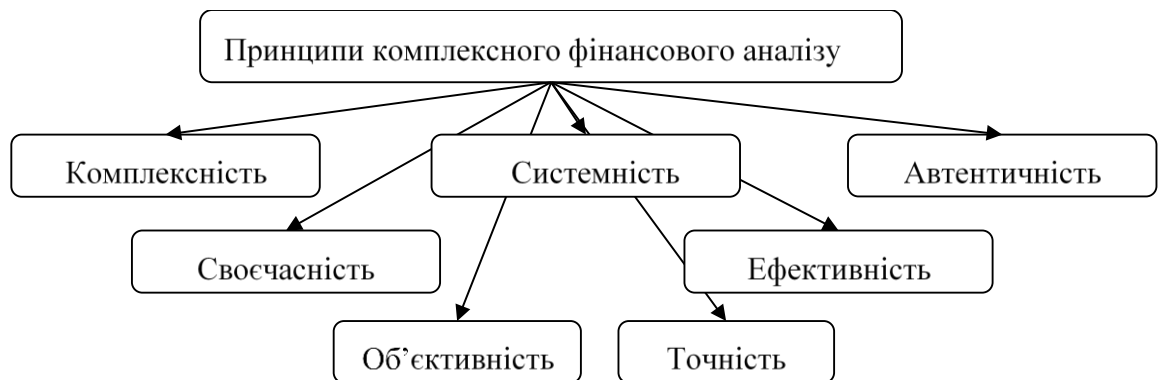 Принципи комплексного фінансового аналізу
Комплексність
Системність
Автентичність
Своєчасність
Ефективність
Об’єктивність
Точність